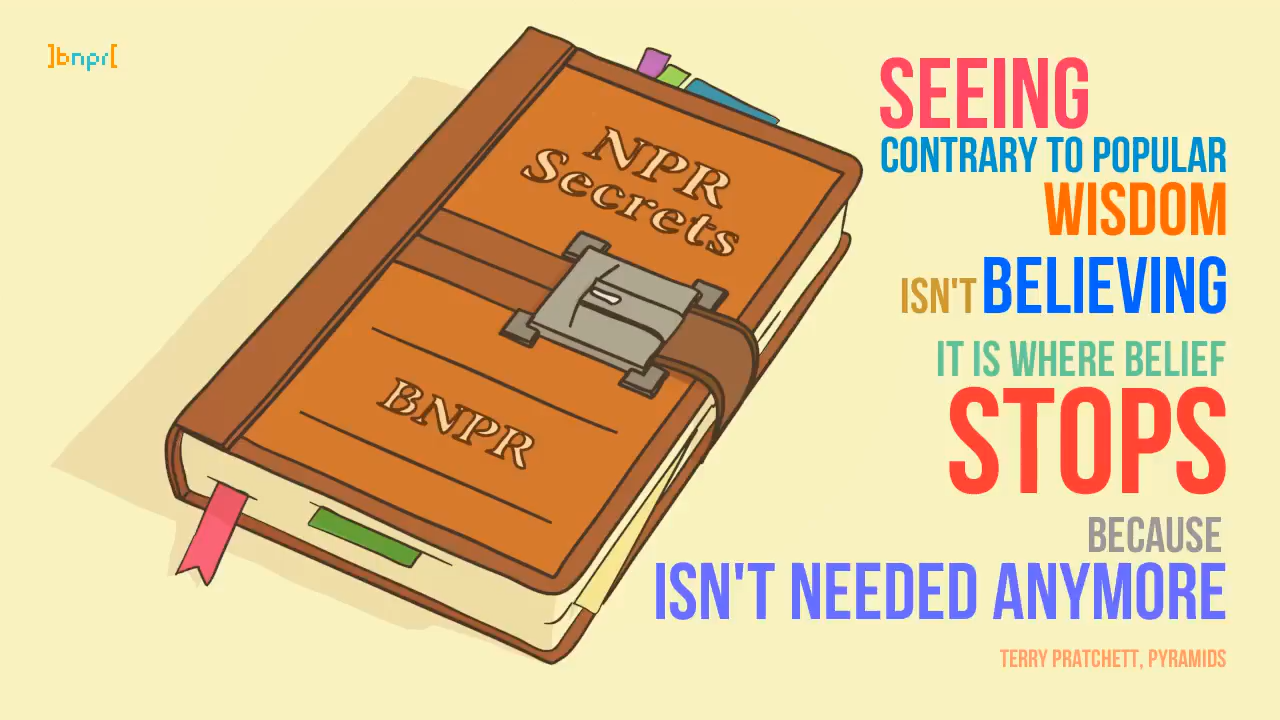 ]bnpr[
NPR
Secrets
BNPR
SEEING
CONTRARY TO POPULAR
WISDOM
ISN'T BELIEVING
IT IS WHERE BELIEF
STOPS
BECAUSE
ISN'T NEEDED ANYMORE
TERRY PRATCHETT, PYRAMIDS